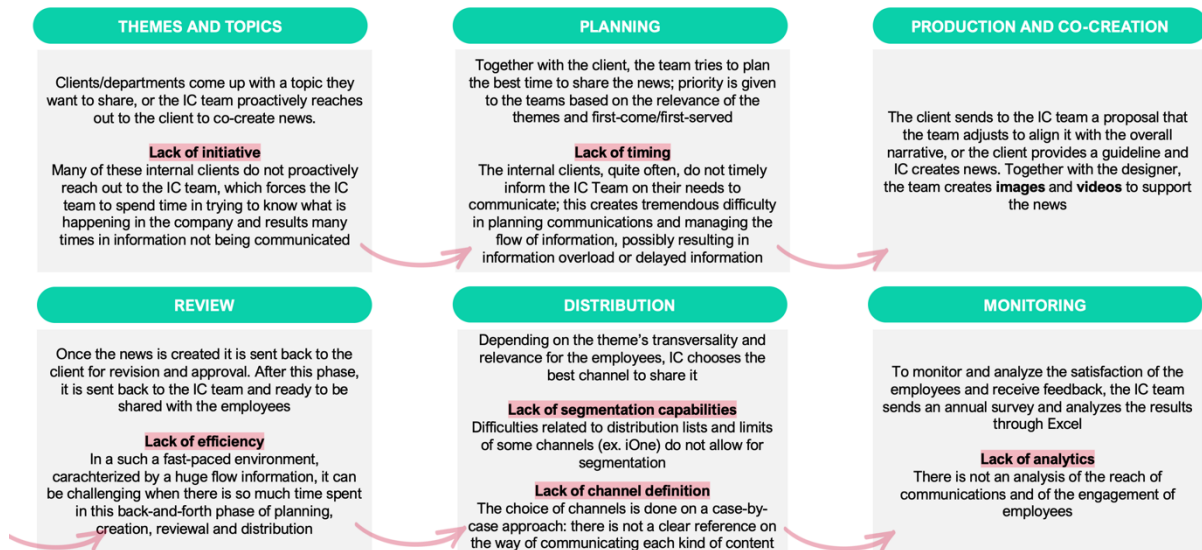 THEMES AND TOPICS
Clients/departments come up with a topic they
want to share, or the IC team proactively reaches
out to the client to co-create news.
Lack of initiative
Many of these internal clients do not proactively
reach out to the IC team, which forces the IC
team to spend time in trying to know what is
happening in the company and results many
times in information not being communicated
PLANNING
Together with the client, the team tries to plan
the best time to share the news; priority is given
to the teams based on the relevance of the
themes and first-come/first-served
Lack of timing
The internal clients, quite often, do not timely
inform the IC Team on their needs to
communicate; this creates tremendous difficulty
in planning communications and managing the
flow of information, possibly resulting in
information overload or delayed information
PRODUCTION AND CO-CREATION
The client sends to the IC team a proposal that
the team adjusts to align it with the overall
narrative, or the client provides a guideline and
IC creates news. Together with the designer,
the team creates images and videos to support
the news
REVIEW
Once the news is created it is sent back to the
client for revision and approval. After this phase,
it is sent back to the IC team and ready to be
shared with the employees
Lack of efficiency
In a such a fast-paced environment,
carachterized by a huge flow information, it can
be challenging when there is so much time spent
in this back-and-forth phase of planning,
creation, reviewal and distribution
DISTRIBUTION
Depending on the theme's transversality and
relevance for the employees, IC chooses the
best channel to share it
Lack of segmentation capabilities
Difficulties related to distribution lists and limits
of some channels (ex. iOne) do not allow for
segmentation
Lack of channel definition
The choice of channels is done on a case-by-
case approach: there is not a clear reference on
the way of communicating each kind of content
MONITORING
To monitor and analyze the satisfaction of the
employees and receive feedback, the IC team
sends an annual survey and analyzes the results
through Excel
Lack of analytics
There is not an analysis of the reach of
communications and of the engagement of
employees